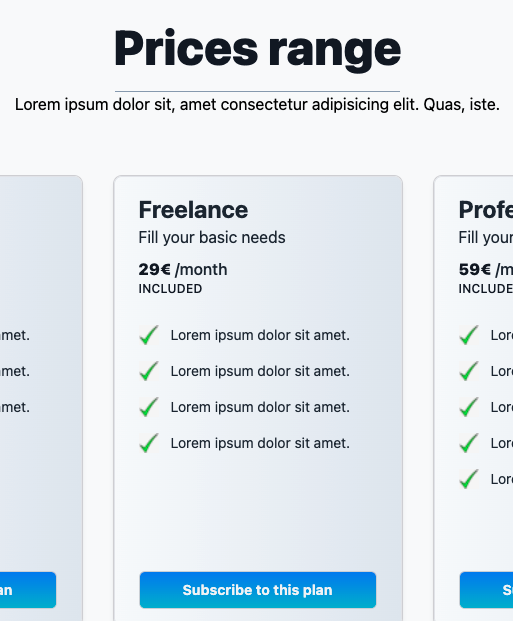 Prices range
Lorem ipsum dolor sit, amet consectetur adipisicing elit. Quas, iste.
amet.
amet.
amet.
Freelance
Fill your basic needs
29€ /month
INCLUDED
Lorem ipsum dolor sit amet.
Lorem ipsum dolor sit amet.
Lorem ipsum dolor sit amet.
Lorem ipsum dolor sit amet.
Subscribe to this plan
Profe
Fill your
59€ /m
INCLUDE
Lore
Lore
Lore
Lore
Lore